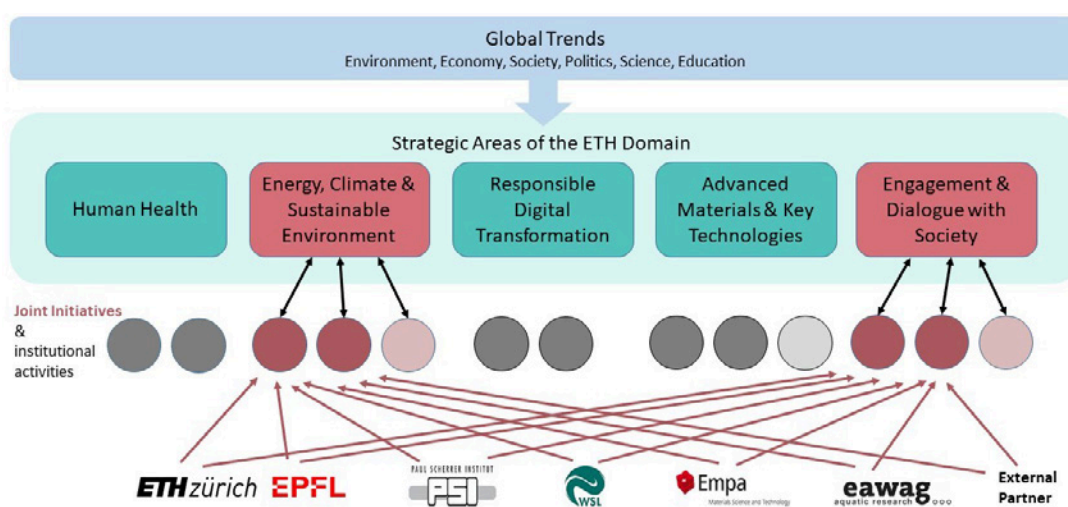 Global Trends
Environment, Economy, Society, Politics, Science, Education
Strategic Areas of the ETH Domain
Human Health
Energy, Climate &
Sustainable
Environment
Responsible
Digital
Transformation
Advanced
Materials & Key
Technologies
Engagement &
Dialogue with
Society
Joint Initiatives
&
institutional
activities
ETH zürich
EPFL
PAUL SCHERRER INSTITUT
PSI
WSL
Empa
Materials Science and Technology
eawag
aquatic research
External
Partner